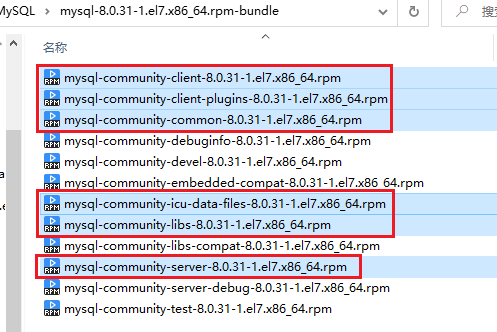 MySQL > mysql-8.0.31-1.el7.x86_64.rpm-bundle
搜索
名称
mysql-community-client-8.0.31-1.el7.x86_64.rpm
mysql-community-client-plugins-8.0.31-1.el7.x86_64.rpm
mysql-community-common-8.0.31-1.el7.x86_64.rpm
mysql-community-debuginfo-8.0.31-1.el7.x86_64.rpm
mysql-community-devel-8.0.31-1.el7.x86_64.rpm
mysql-community-embedded-compat-8.0.31-1.el7.x86_64.rpm
mysql-community-icu-data-files-8.0.31-1.el7.x86_64.rpm
mysql-community-libs-8.0.31-1.el7.x86_64.rpm
mysql-community-libs-compat-8.0.31-1.el7.x86_64.rpm
mysql-community-server-8.0.31-1.el7.x86_64.rpm
mysql-community-server-debug-8.0.31-1.el7.x86_64.rpm
mysql-community-test-8.0.31-1.el7.x86_64.rpm